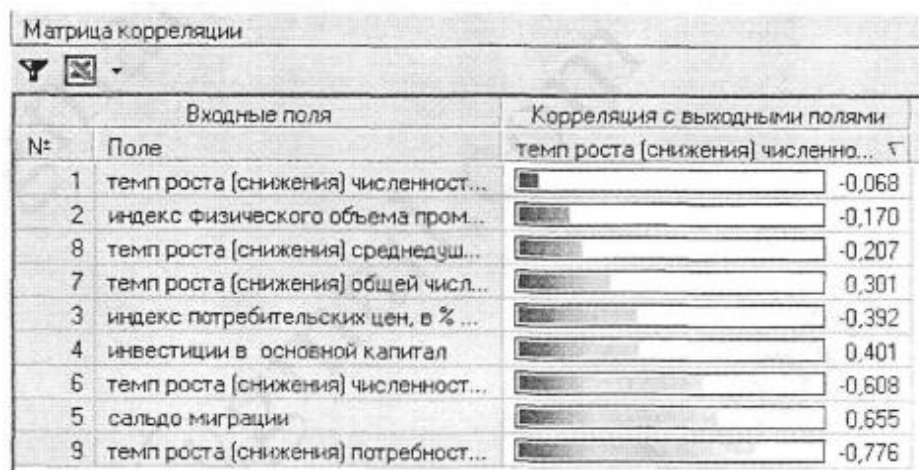 Матрица корреляции
Входные поля Корреляция с выходными полями
№ Поле темп роста (снижения) численно...
1 темп роста (снижения) численност... -0,068
2 индекс физического объема пром... -0,170
8 темп роста (снижения) среднедуш... -0,207
7 темп роста (снижения) общей числ... 0,301
3 индекс потребительских цен, в % ... -0,392
4 инвестиции в основной капитал 0,401
6 темп роста (снижения) численност... -0,608
5 сальдо миграции 0,655
9 темп роста (снижения) потребност... -0,776